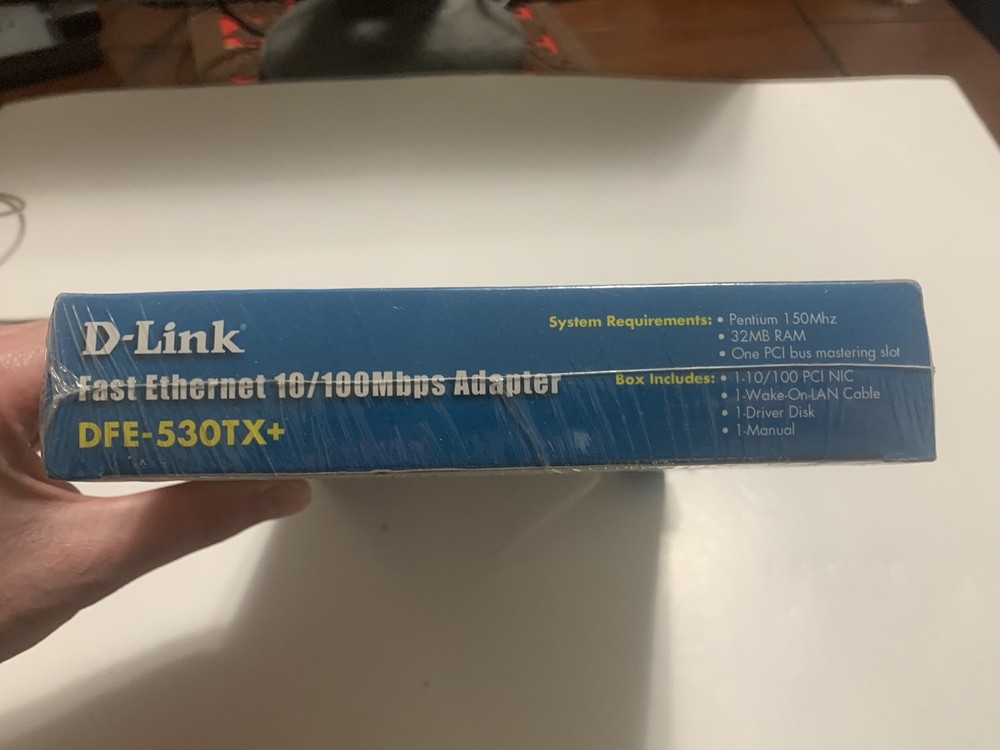 D-Link®
Fast Ethernet 10/100Mbps Adapter
DFE-530TX+
System Requirements: • Pentium 150Mhz
• 32MB RAM
• One PCI bus mastering slot
Box Includes: • 1-10/100 PCI NIC
• 1-Wake-On-LAN Cable
• 1-Driver Disk
• 1-Manual